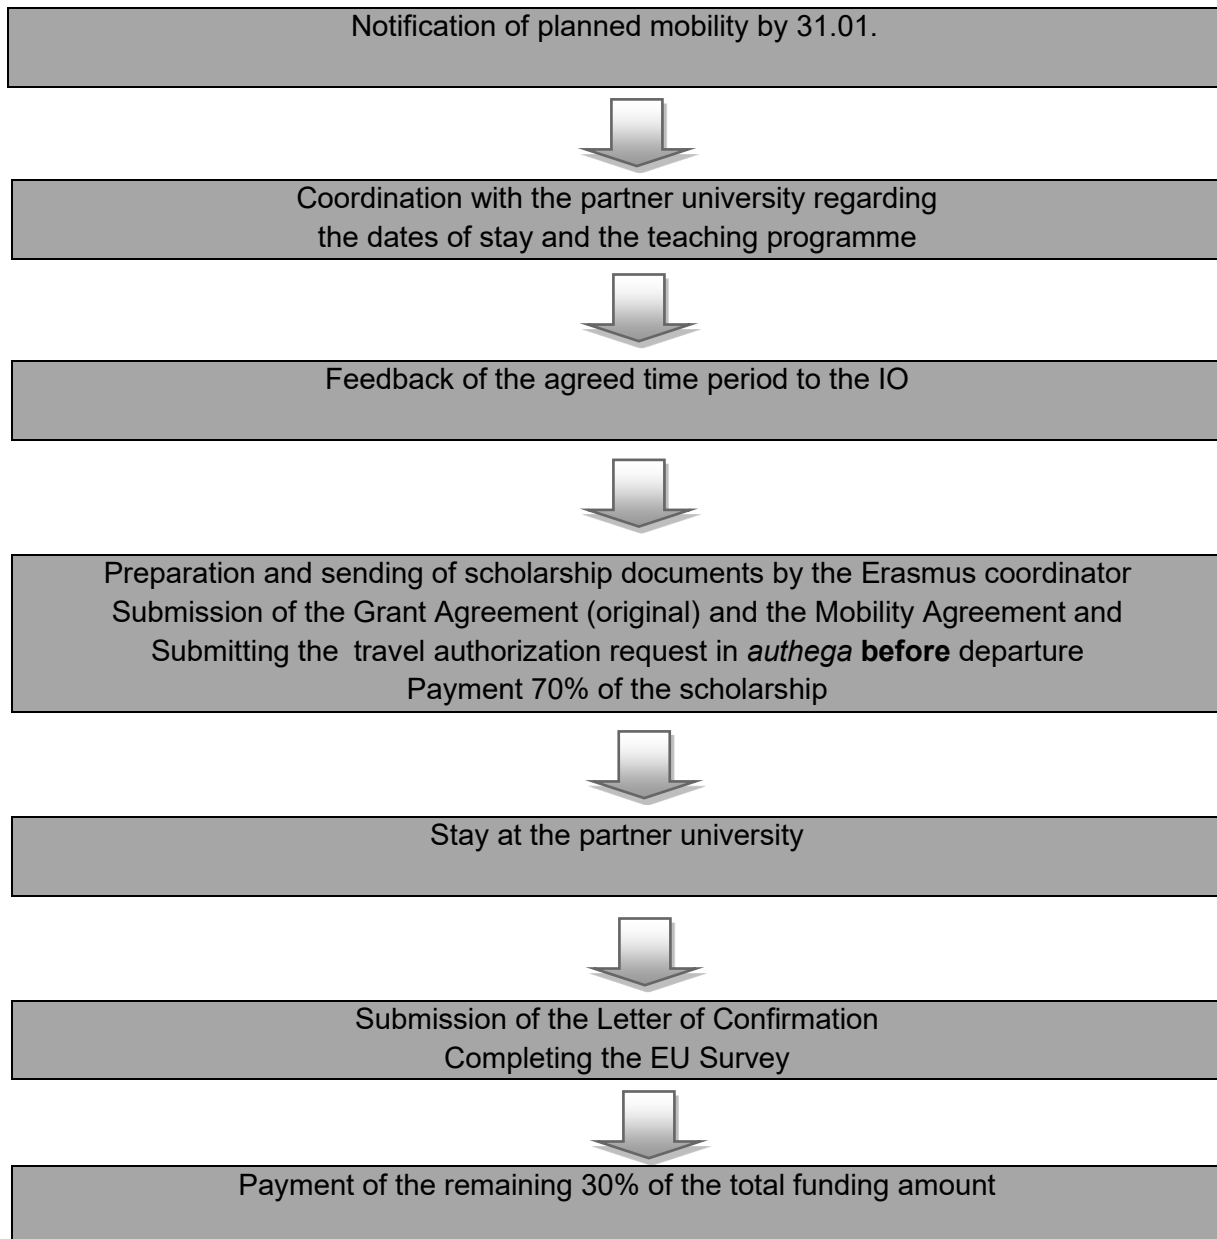 Notification of planned mobility by 31.01.
Coordination with the partner university regarding
the dates of stay and the teaching programme
Feedback of the agreed time period to the IO
Preparation and sending of scholarship documents by the Erasmus coordinator
Submission of the Grant Agreement (original) and the Mobility Agreement and
Submitting the  travel authorization request in authega before departure
Payment 70% of the scholarship
Stay at the partner university
Submission of the Letter of Confirmation
Completing the EU Survey
Payment of the remaining 30% of the total funding amount